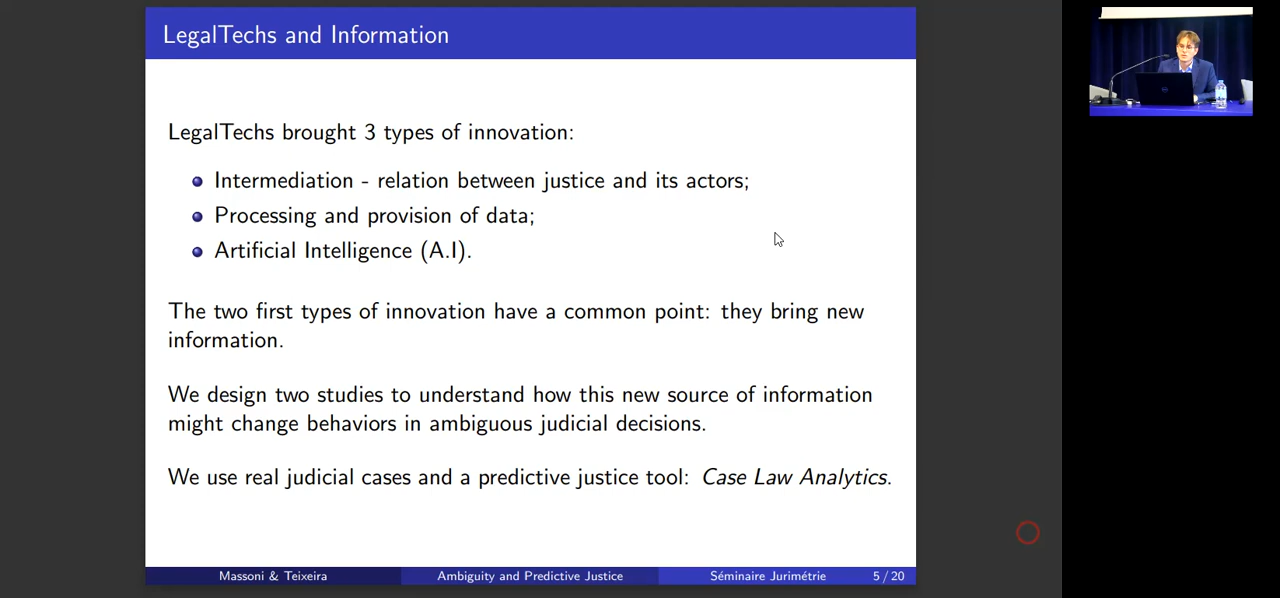 LegalTechs and Information
LegalTechs brought 3 types of innovation:
Intermediation - relation between justice and its actors;
Processing and provision of data;
Artificial Intelligence (A.I).
The two first types of innovation have a common point: they bring new
information.
We design two studies to understand how this new source of information
might change behaviors in ambiguous judicial decisions.
We use real judicial cases and a predictive justice tool: Case Law Analytics.
Massoni & Teixeira
Ambiguity and Predictive Justice
Séminaire Jurimétrie
5 / 20